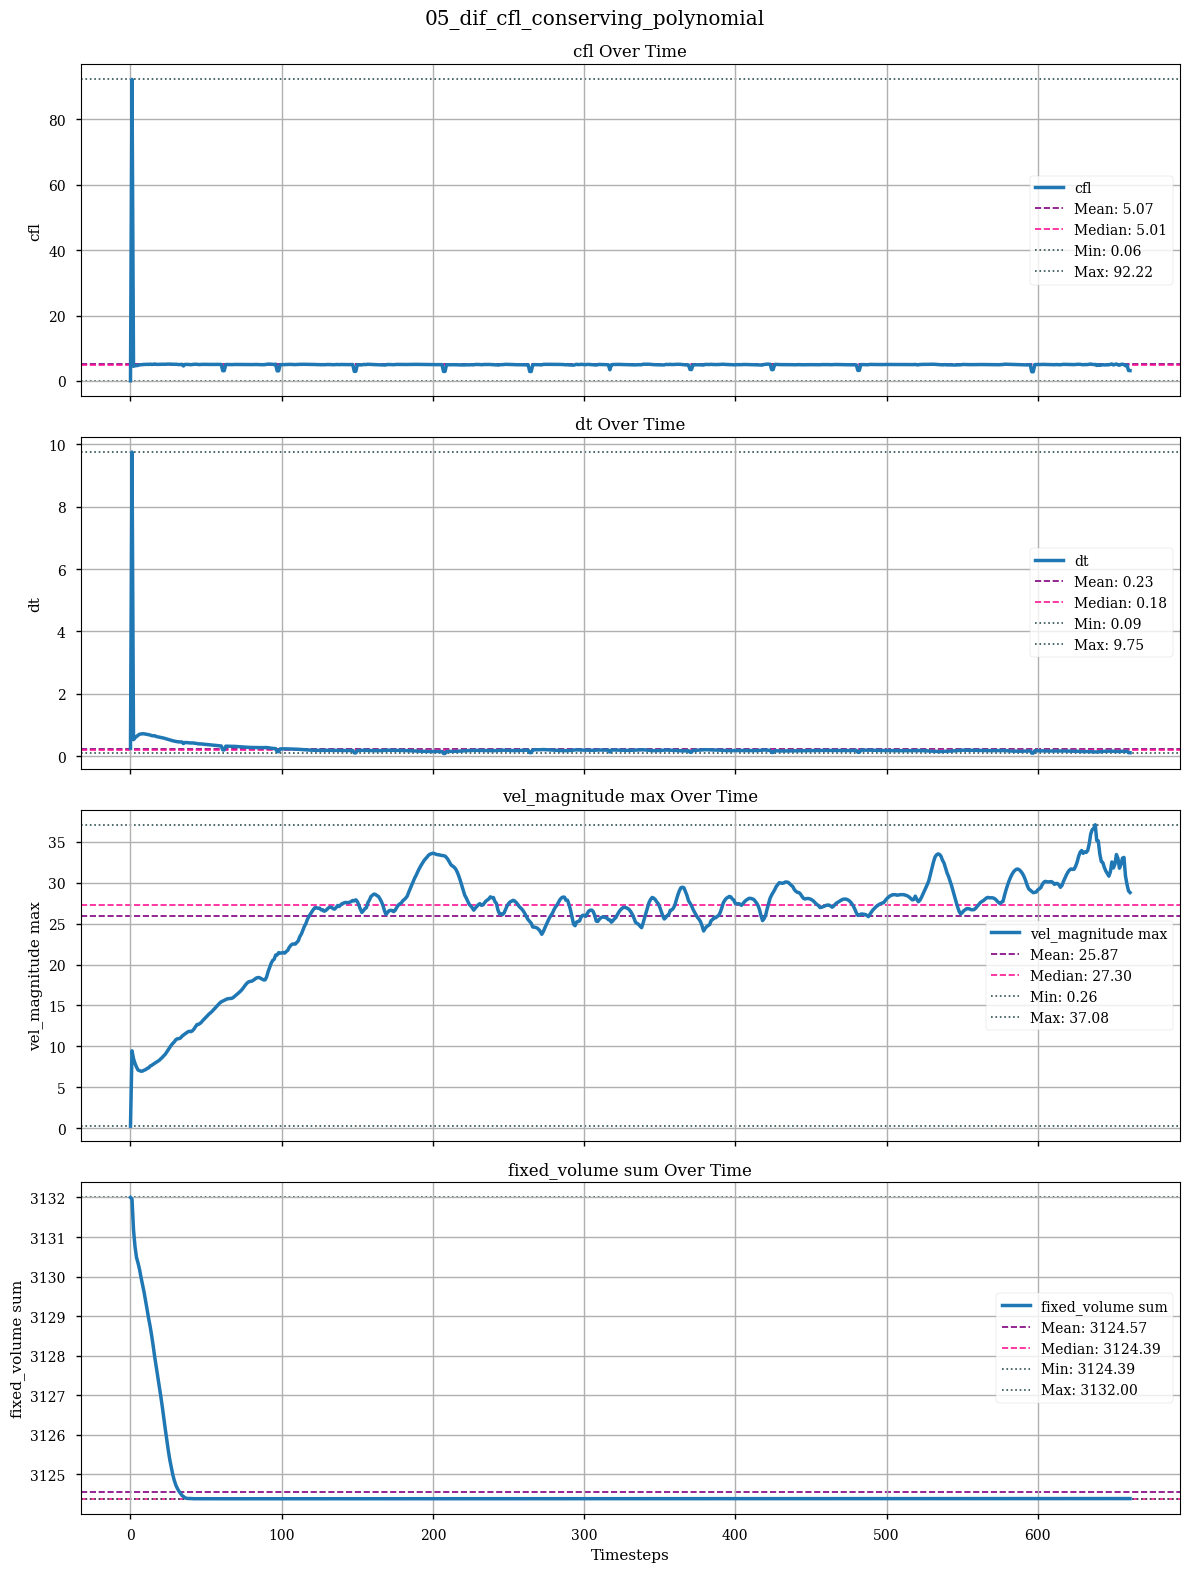 05_dif_cfl_conserving_polynomial
cfl Over Time
80
60
40
20
0
cfl
cfl
Mean: 5.07
Median: 5.01
Min: 0.06
Max: 92.22
dt Over Time
10
8
6
4
2
0
dt
dt
Mean: 0.23
Median: 0.18
Min: 0.09
Max: 9.75
vel_magnitude max Over Time
35
30
25
20
15
10
5
0
vel_magnitude max
vel_magnitude max
Mean: 25.87
Median: 27.30
Min: 0.26
Max: 37.08
fixed_volume sum Over Time
3132
3131
3130
3129
3128
3127
3126
3125
fixed_volume sum
fixed_volume sum
Mean: 3124.57
Median: 3124.39
Min: 3124.39
Max: 3132.00
0 100 200 300 400 500 600
Timesteps